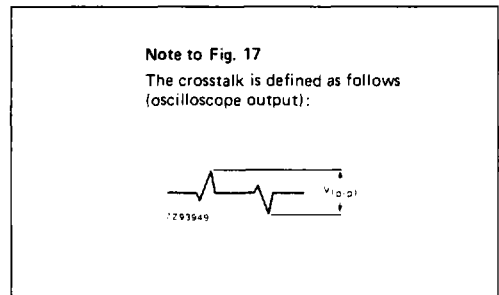 Note to Fig. 17
The crosstalk is defined as follows
(oscilloscope output):
V(p-p)
7Z93949